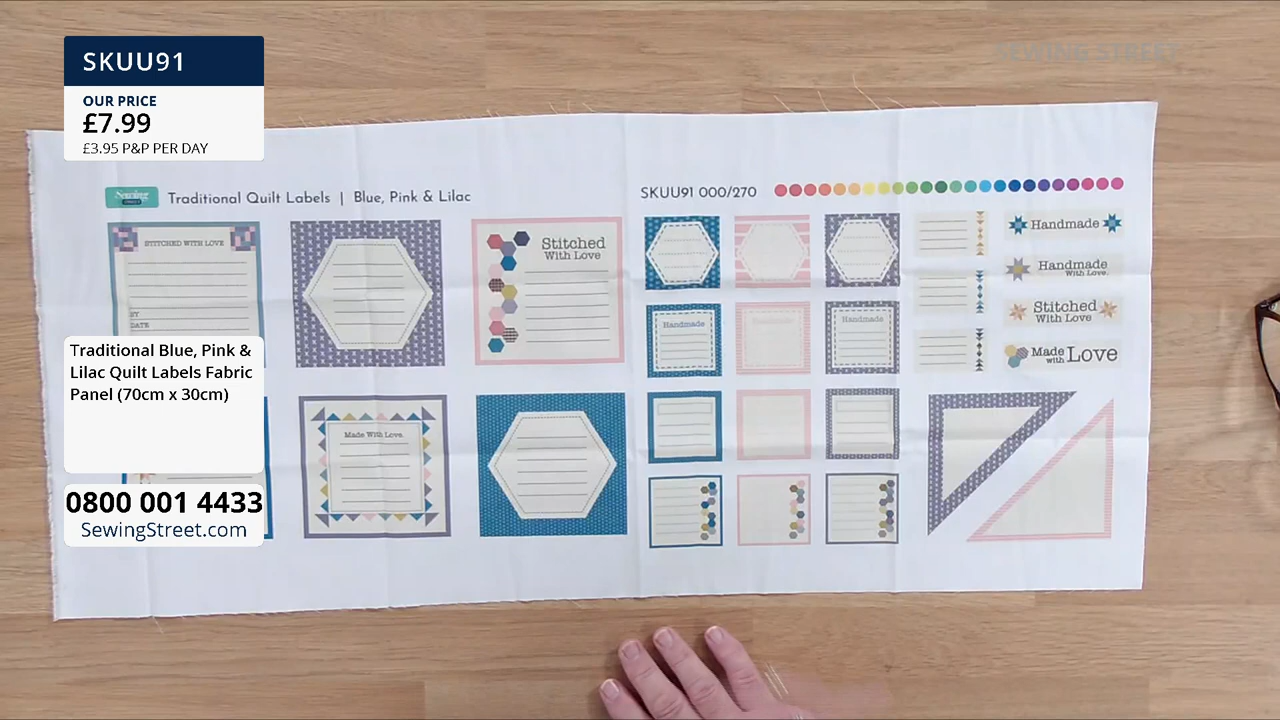 SKUU91
OUR PRICE
£7.99
£3.95 P&P PER DAY
SEWING STREET
Sewing
STREET
Traditional Quilt Labels | Blue, Pink & Lilac
SKUU91 000/270
STITCHED WITH LOVE
BY
DATE
Stitched
With Love
Made With Love.
Handmade
Handmade
Handmade
Handmade
Handmade
With Love.
Stitched
With Love
Made with Love
Traditional Blue, Pink &
Lilac Quilt Labels Fabric
Panel (70cm x 30cm)
0800 001 4433
SewingStreet.com